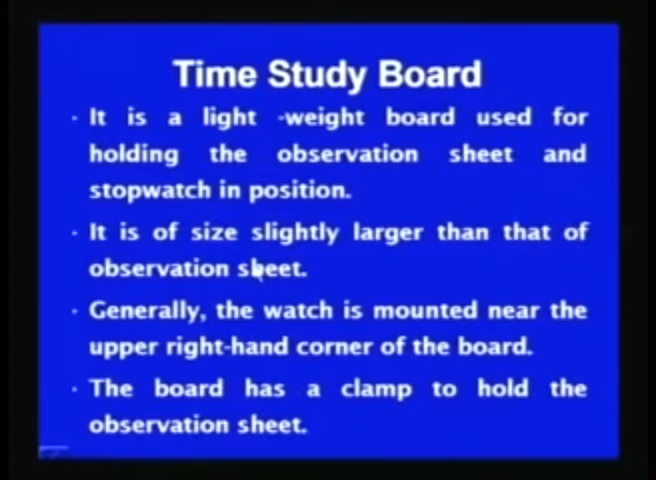 Time Study Board
· It is a light -weight board used for
holding the observation sheet and
stopwatch in position.
· It is of size slightly larger than that of
observation sheet.
· Generally, the watch is mounted near the
upper right-hand corner of the board.
· The board has a clamp to hold the
observation sheet.